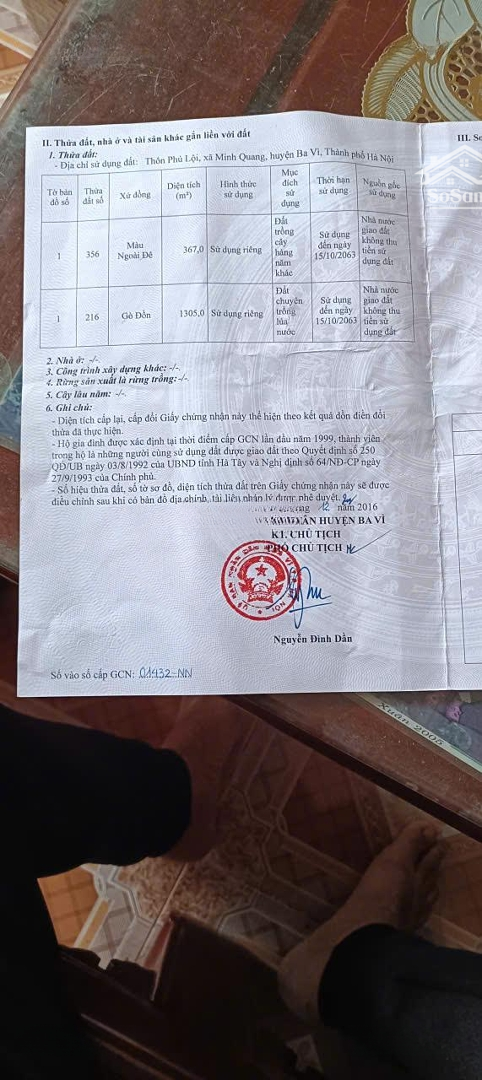 II. Thửa đất, nhà ở và tài sản khác gắn liền với đất
III. Sơ
1. Thửa đất:
- Địa chỉ sử dụng đất: Thôn Phú Lội, xã Minh Quang, huyện Ba Vì, Thành phố Hà Nội
Tờ bản đồ số | Thửa đất số | Xứ đồng | Diện tích (m²) | Hình thức sử dụng | Mục đích sử dụng | Thời hạn sử dụng | Nguồn gốc sử dụng
1 | 356 | Màu Ngoài Đê | 367,0 | Sử dụng riêng | Đất trồng cây hàng năm khác | Sử dụng đến ngày 15/10/2063 | Nhà nước giao đất không thu tiền sử dụng đất
1 | 216 | Gò Đồn | 1305,0 | Sử dụng riêng | Đất chuyên trồng lúa nước | Sử dụng đến ngày 15/10/2063 | Nhà nước giao đất không thu tiền sử dụng đất
2. Nhà ở: -/-.
3. Công trình xây dựng khác: -/-.
4. Rừng sản xuất là rừng trồng: -/-.
5. Cây lâu năm: -/-.
6. Ghi chú:
- Diện tích cấp lại, cấp đổi Giấy chứng nhận này thể hiện theo kết quả dồn điền đổi
thửa đã thực hiện.
- Hộ gia đình được xác định tại thời điểm cấp GCN lần đầu năm 1999, thành viên
trong hộ là những người cùng sử dụng đất được giao đất theo Quyết định số 250
QĐ/UB ngày 03/8/1992 của UBND tỉnh Hà Tây và Nghị định số 64/NĐ-CP ngày
27/9/1993 của Chính phủ.
- Số hiệu thửa đất, số tờ sơ đồ, diện tích thửa đất trên Giấy chứng nhận này sẽ được
điều chỉnh sau khi có bản đồ địa chính, tài liệu nhận lý được phê duyệt.
12 năm 2016
HUYỆN BA VÌ
KT. CHỦ TỊCH
PHÓ CHỦ TỊCH
Nguyễn Đình Dần
Số vào sổ cấp GCN: 01432 NN
SoSan
Xuân 2006